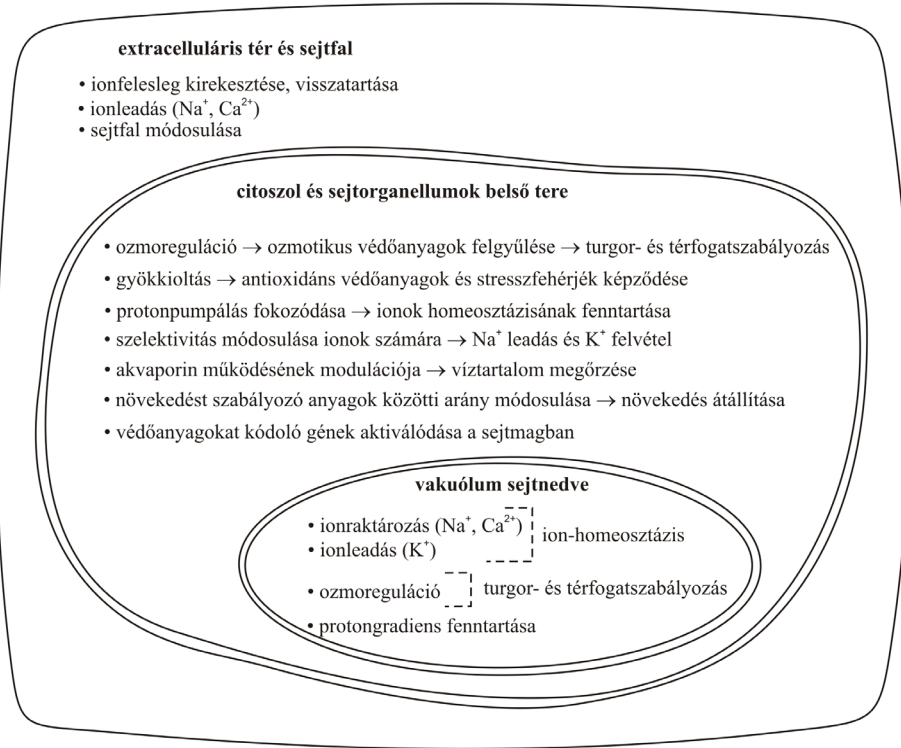 extracelluláris tér és sejtfal
• ionfelesleg kirekesztése, visszatartása
• ionleadás (Na⁺, Ca²⁺)
• sejtfal módosulása
citoszol és sejtorganellumok belső tere
• ozmoreguláció → ozmotikus védőanyagok felgyűlése → turgor- és térfogatszabályozás
• gyökkioltás → antioxidáns védőanyagok és stresszfehérjék képződése
• protonpumpálás fokozódása → ionok homeosztázisának fenntartása
• szelektivitás módosulása ionok számára → Na⁺ leadás és K⁺ felvétel
• akvaporin működésének modulációja → víztartalom megőrzése
• növekedést szabályozó anyagok közötti arány módosulása → növekedés átállítása
• védőanyagokat kódoló gének aktiválódása a sejtmagban
vakuólum sejtnedve
• ionraktározás (Na⁺, Ca²⁺)
• ionleadás (K⁺)
ion-homeosztázis
• ozmoreguláció turgor- és térfogatszabályozás
• protongradiens fenntartása